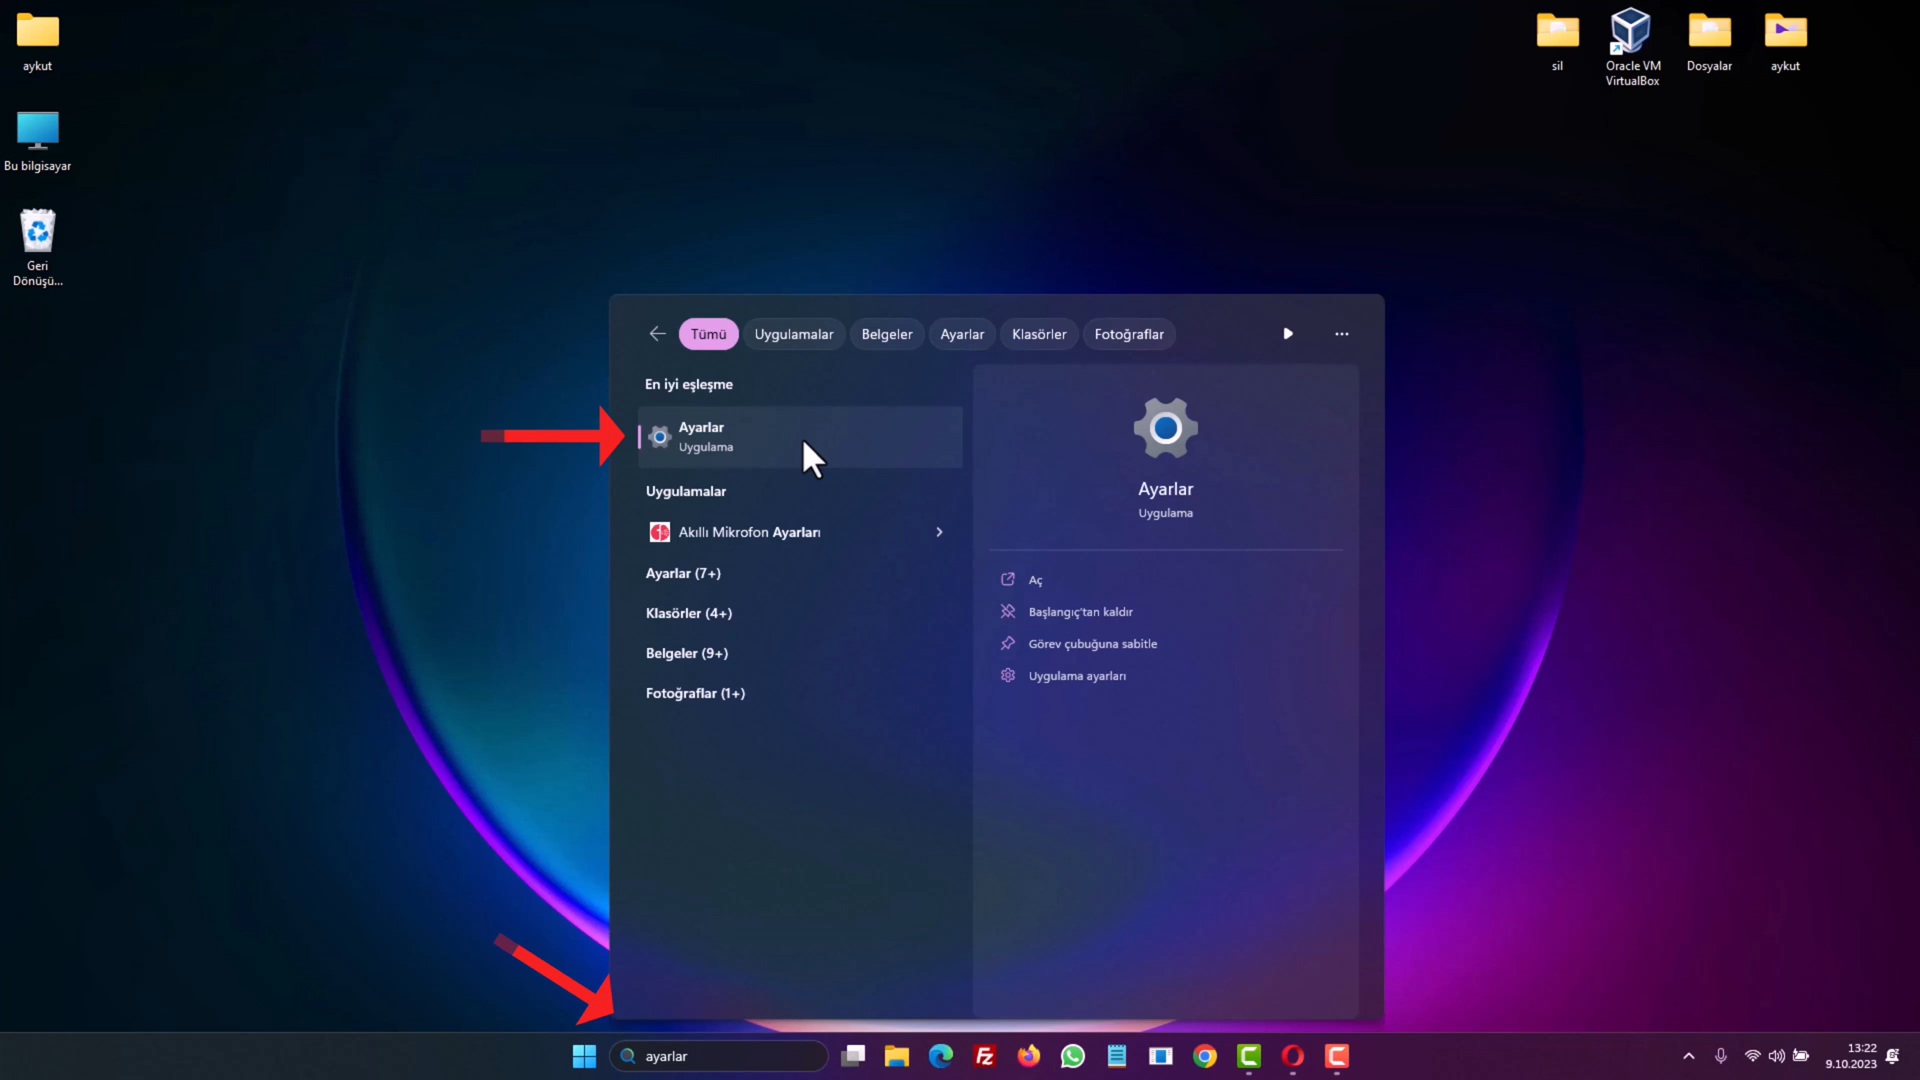 aykut
Bu bilgisayar
Geri
Dönüşü...
sil
Oracle VM
VirtualBox
Dosyalar
aykut
Tümü
Uygulamalar
Belgeler
Ayarlar
Klasörler
Fotoğraflar
En iyi eşleşme
Ayarlar
Uygulama
Uygulamalar
Akıllı Mikrofon Ayarları
Ayarlar (7+)
Klasörler (4+)
Belgeler (9+)
Fotoğraflar (1+)
Ayarlar
Uygulama
Aç
Başlangıç'tan kaldır
Görev çubuğuna sabitle
Uygulama ayarları
ayarlar
Fz
13:22
9.10.2023